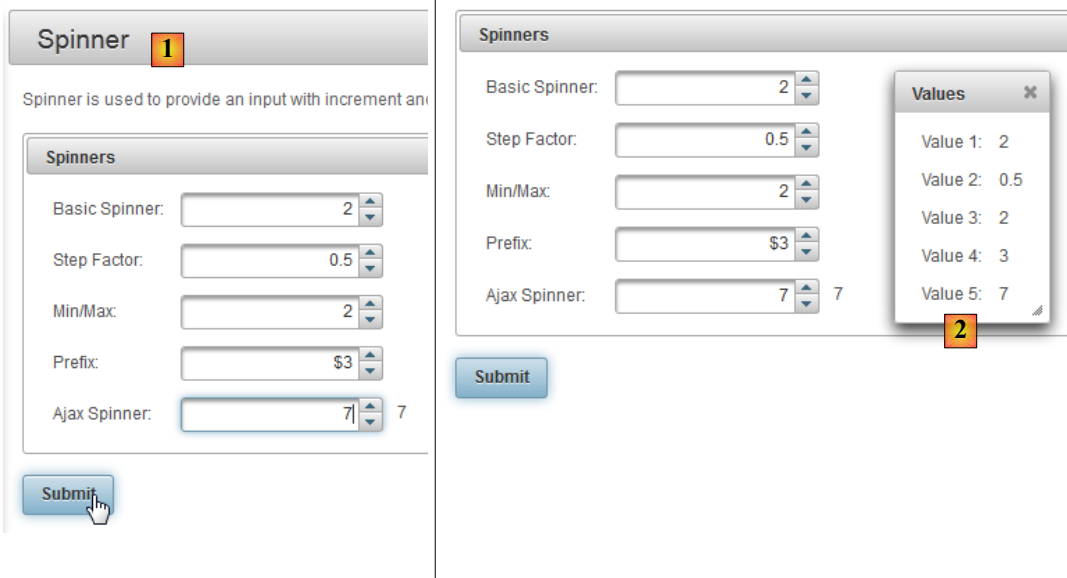 Spinner 1
Spinner is used to provide an input with increment and
Spinners
Basic Spinner: 2
Step Factor: 0.5
Min/Max: 2
Prefix: $3
Ajax Spinner: 7 7
Submit
Spinners
Basic Spinner: 2
Step Factor: 0.5
Min/Max: 2
Prefix: $3
Ajax Spinner: 7 7
Submit
Values
Value 1: 2
Value 2: 0.5
Value 3: 2
Value 4: 3
Value 5: 7
2